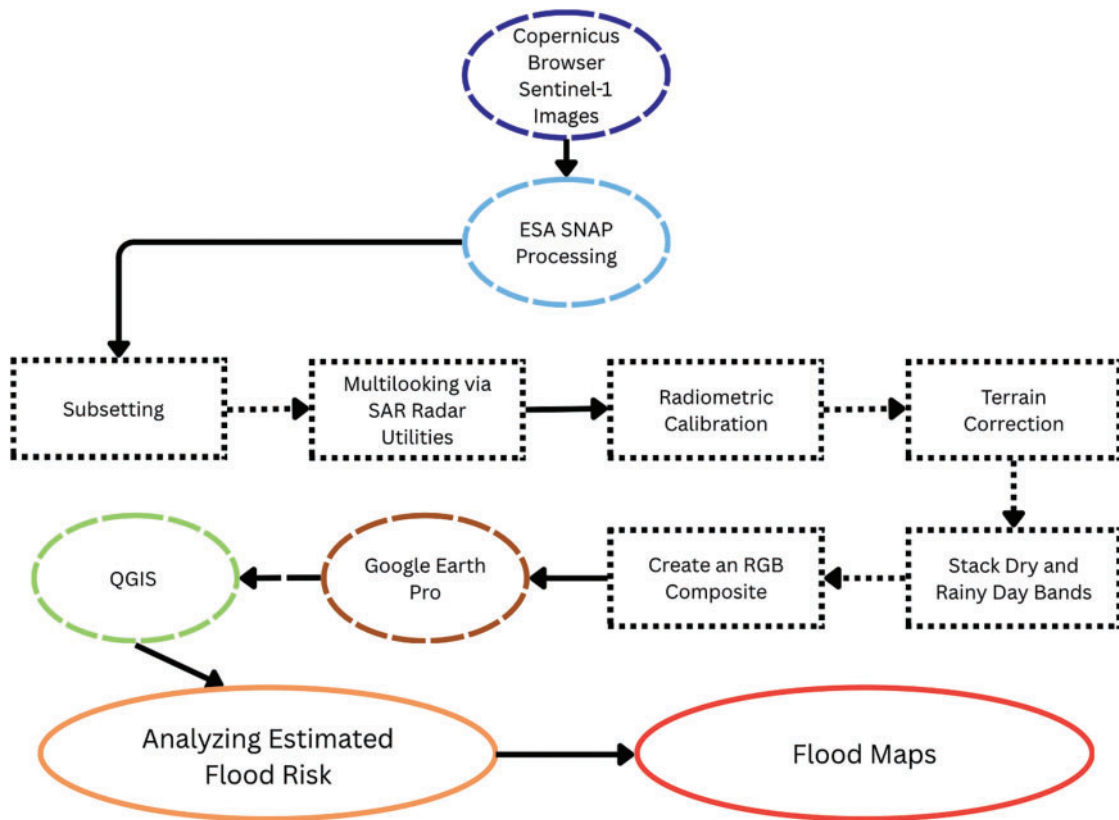 Copernicus
Browser
Sentinel-1
Images
ESA SNAP
Processing
Subsetting
Multilooking via
SAR Radar
Utilities
Radiometric
Calibration
Terrain
Correction
Stack Dry and
Rainy Day Bands
Create an RGB
Composite
Google Earth
Pro
QGIS
Analyzing Estimated
Flood Risk
Flood Maps